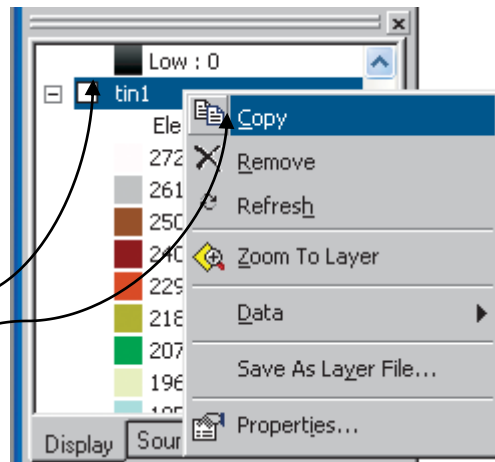 Low : 0
tin1
Ele
Copy
272
Remove
261
Refresh
250
240
Zoom To Layer
229
218
Data
207
196
Save As Layer File...
Display
Sour
Properties...